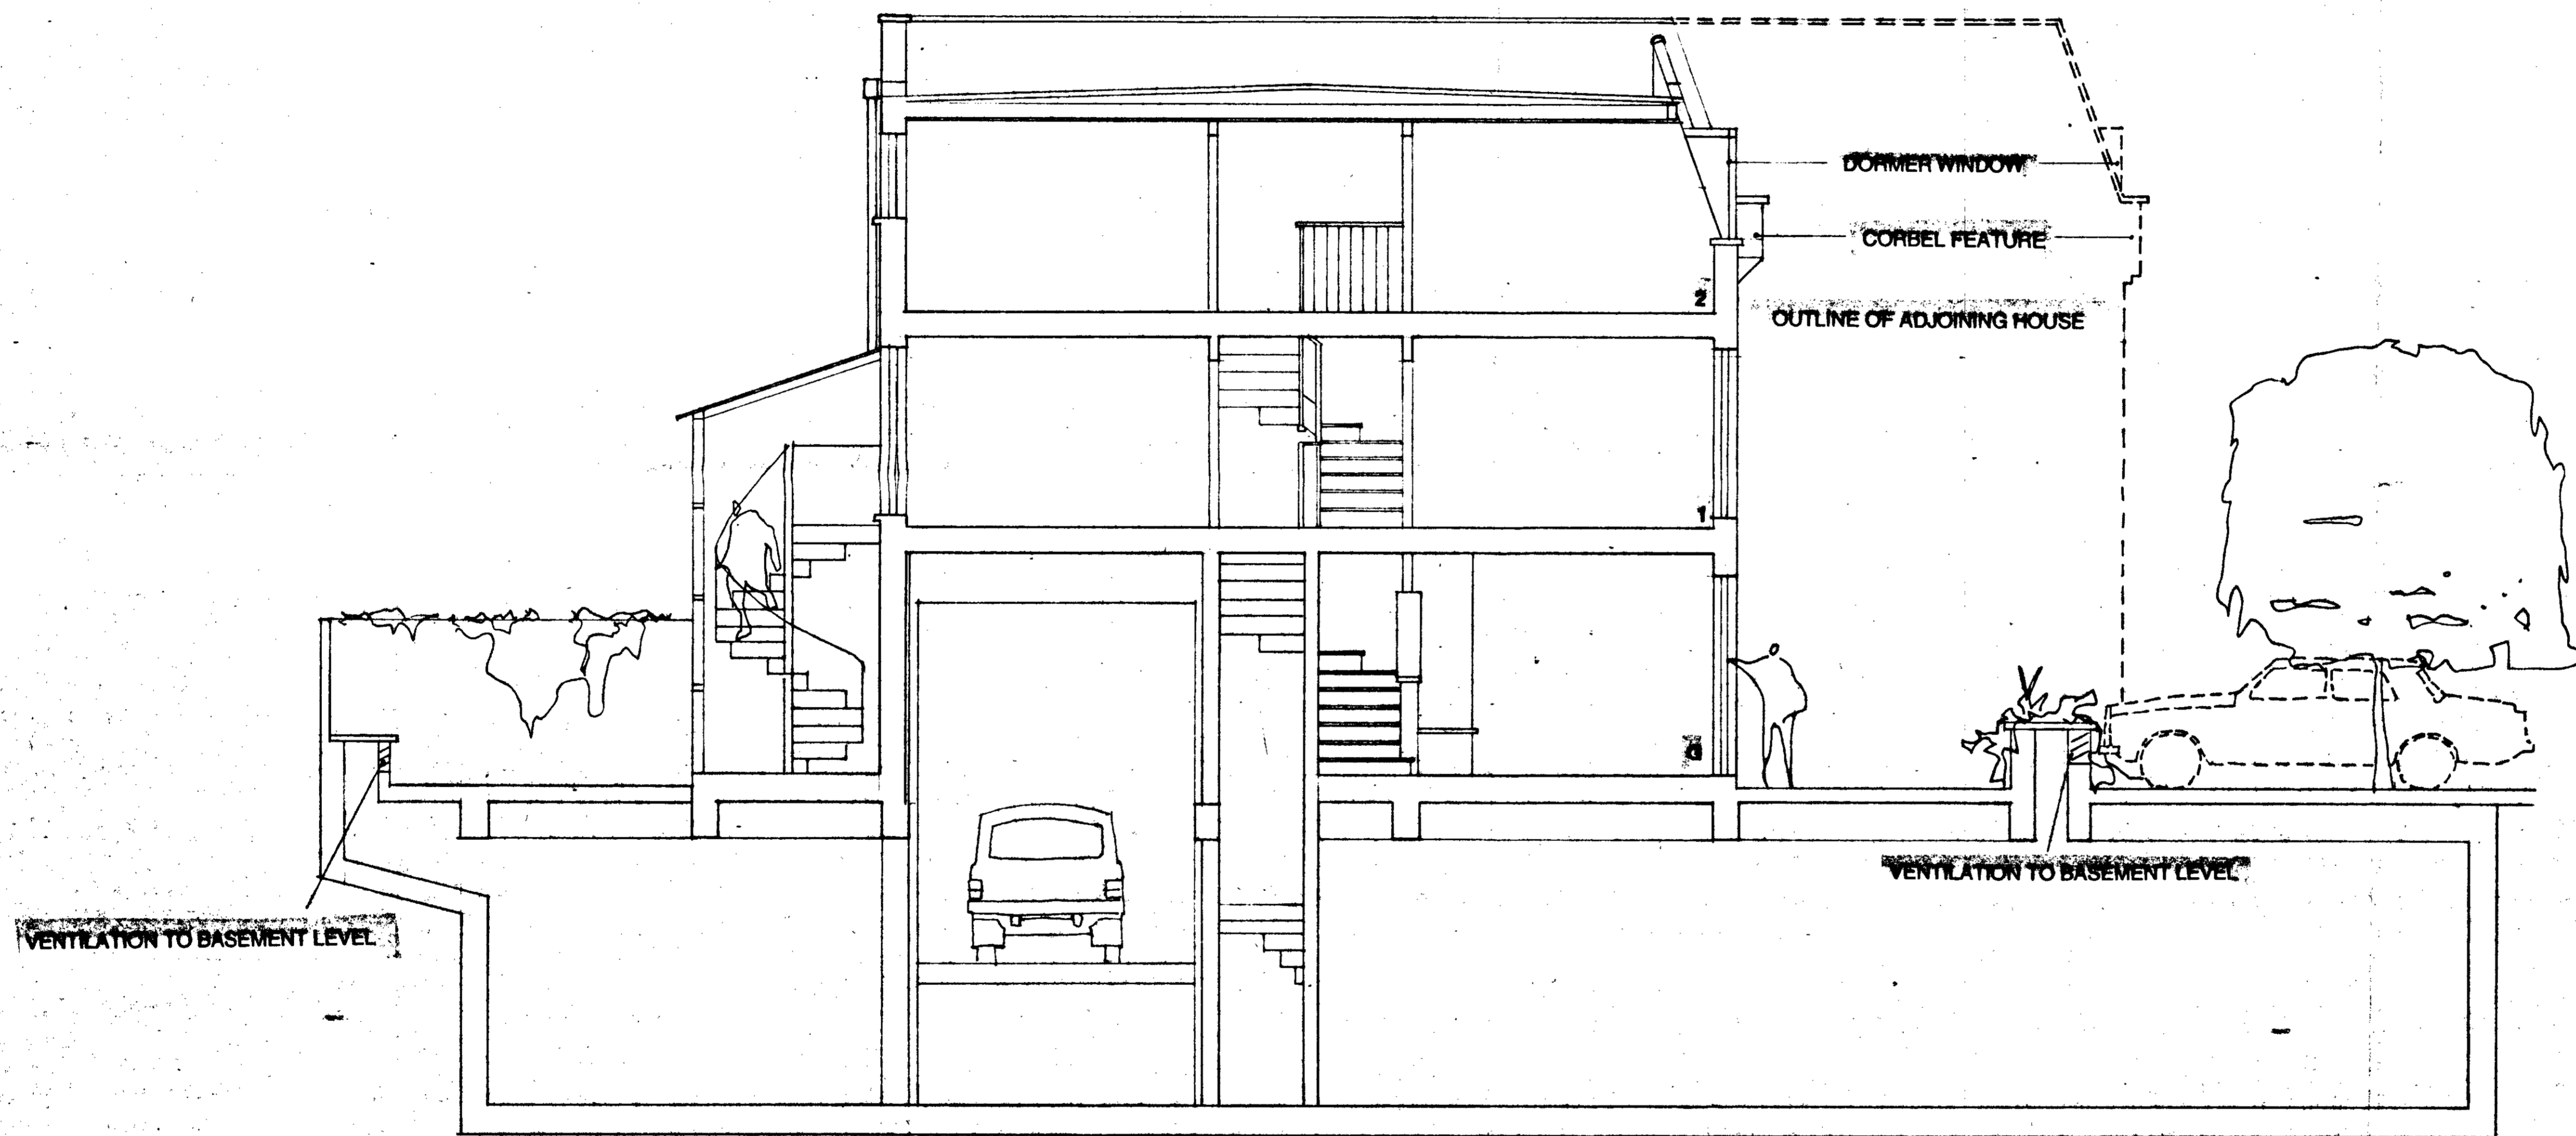 DORMER WINDOW
CORBEL FEATURE
2
OUTLINE OF ADJOINING HOUSE
1
G
VENTILATION TO BASEMENT LEVEL
VENTILATION TO BASEMENT LEVEL